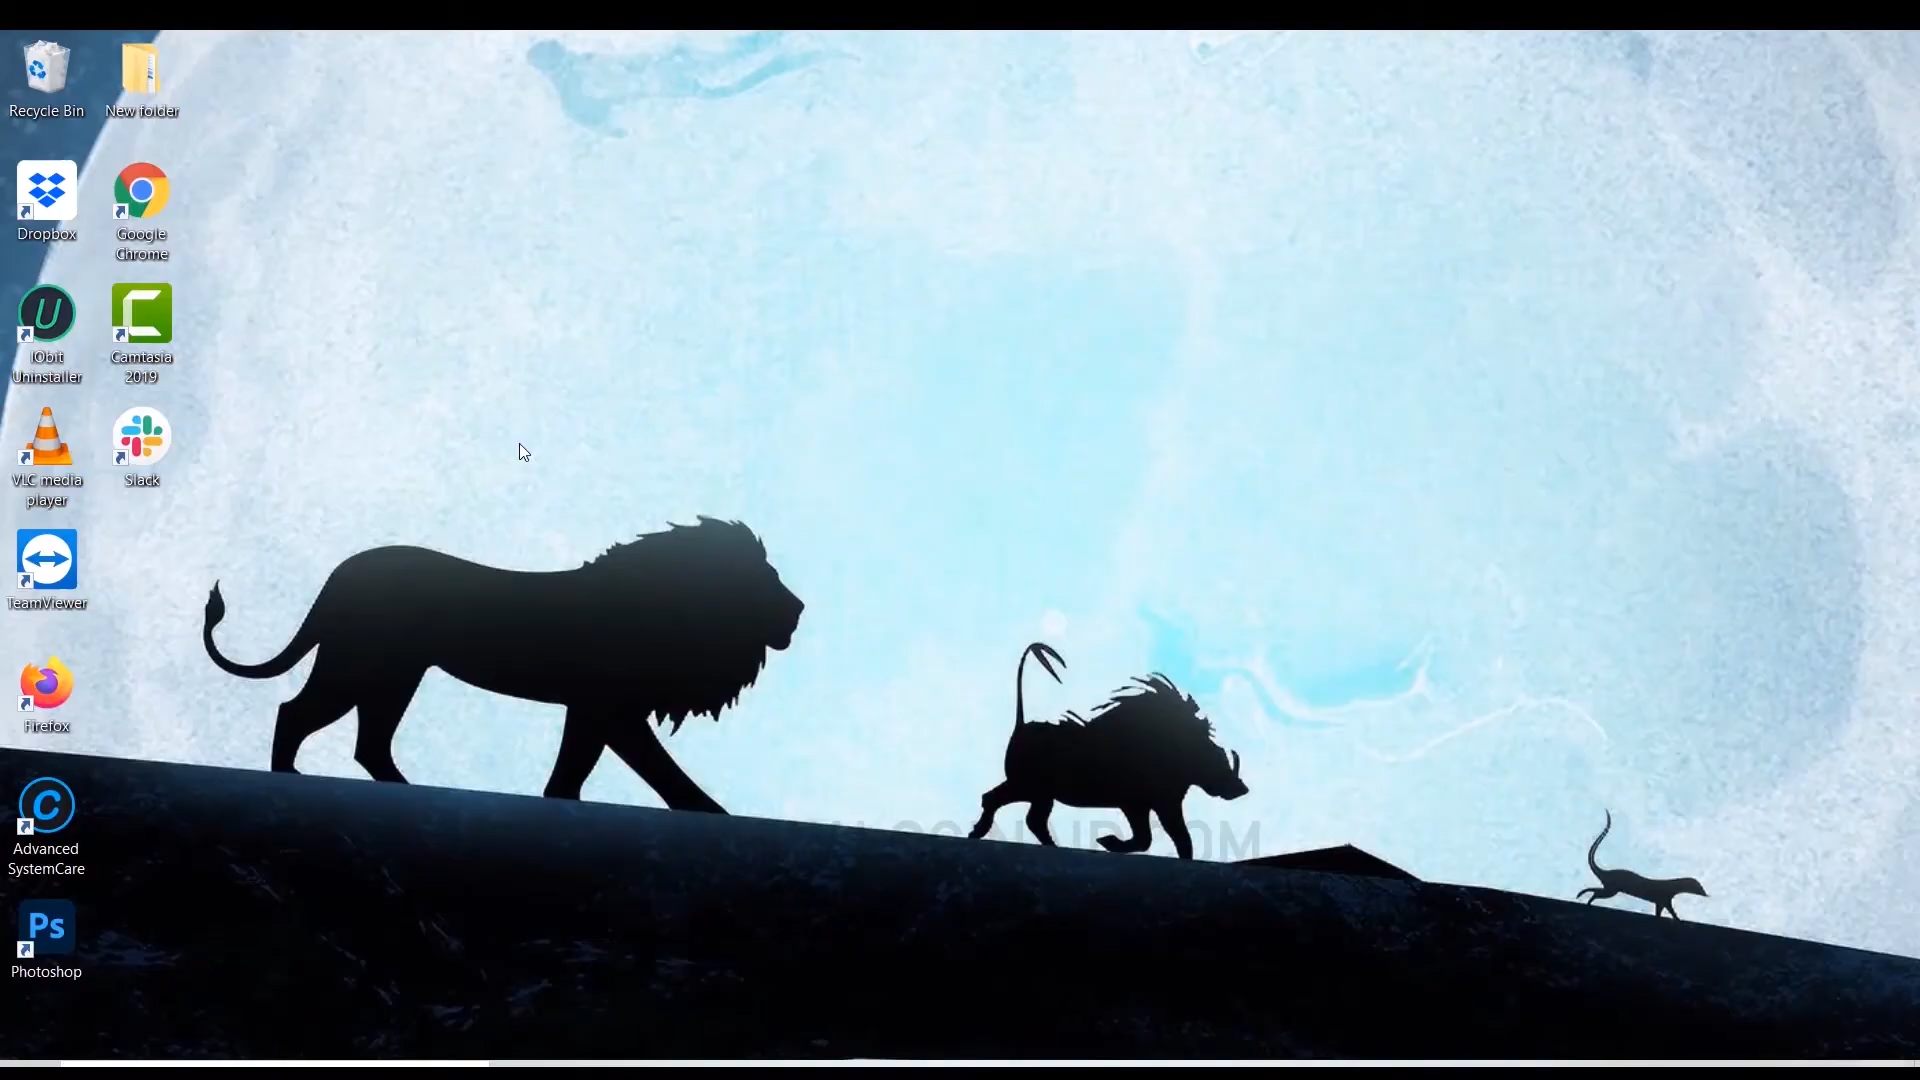 Recycle Bin
New folder
Dropbox
Google
Chrome
IObit
Uninstaller
Camtasia
2019
VLC media
player
Slack
TeamViewer
Firefox
Advanced
SystemCare
Ps
Photoshop